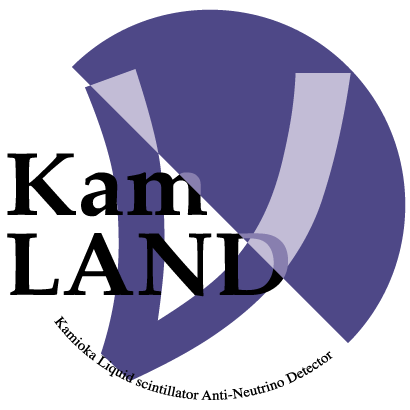 Kam
LAND
Kamioka Liquid scintillator Anti-Neutrino Detector